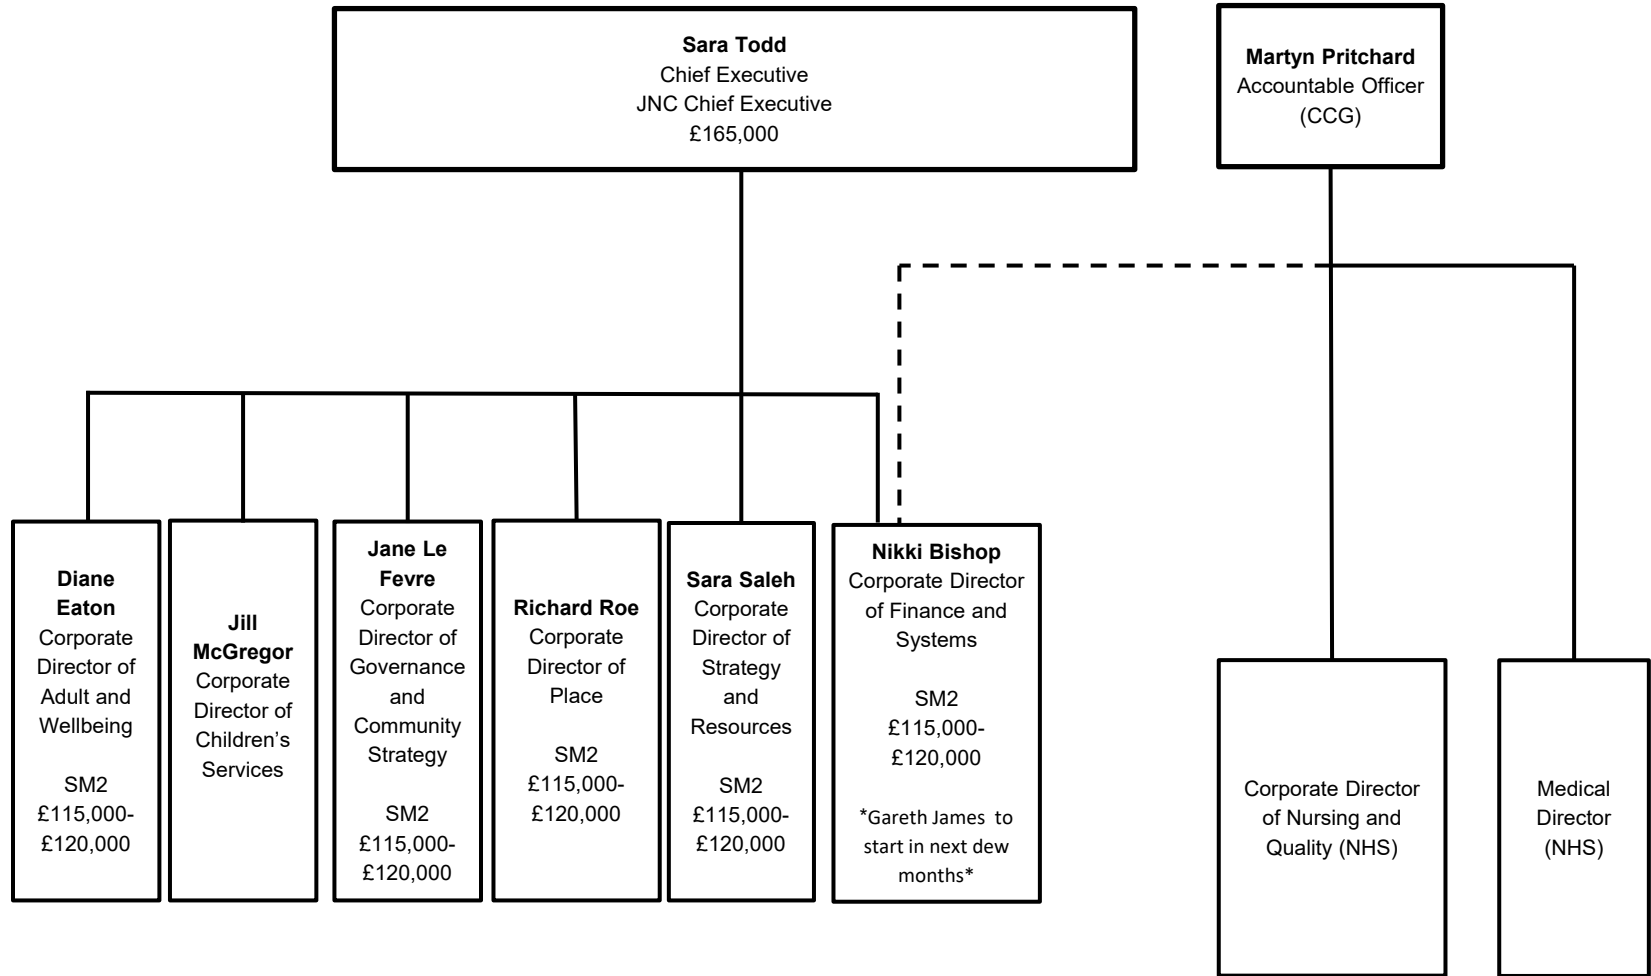 Sara Todd
Chief Executive
JNC Chief Executive
£165,000
Martyn Pritchard
Accountable Officer
(CCG)
Diane
Eaton
Corporate
Director of
Adult and
Wellbeing
SM2
£115,000-
£120,000
Jill
McGregor
Corporate
Director of
Children’s
Services
Jane Le
Fevre
Corporate
Director of
Governance
and
Community
Strategy
SM2
£115,000-
£120,000
Richard Roe
Corporate
Director of
Place
SM2
£115,000-
£120,000
Sara Saleh
Corporate
Director of
Strategy
and
Resources
SM2
£115,000-
£120,000
Nikki Bishop
Corporate Director
of Finance and
Systems
SM2
£115,000-
£120,000
*Gareth James to
start in next dew
months*
Corporate Director
of Nursing and
Quality (NHS)
Medical
Director
(NHS)